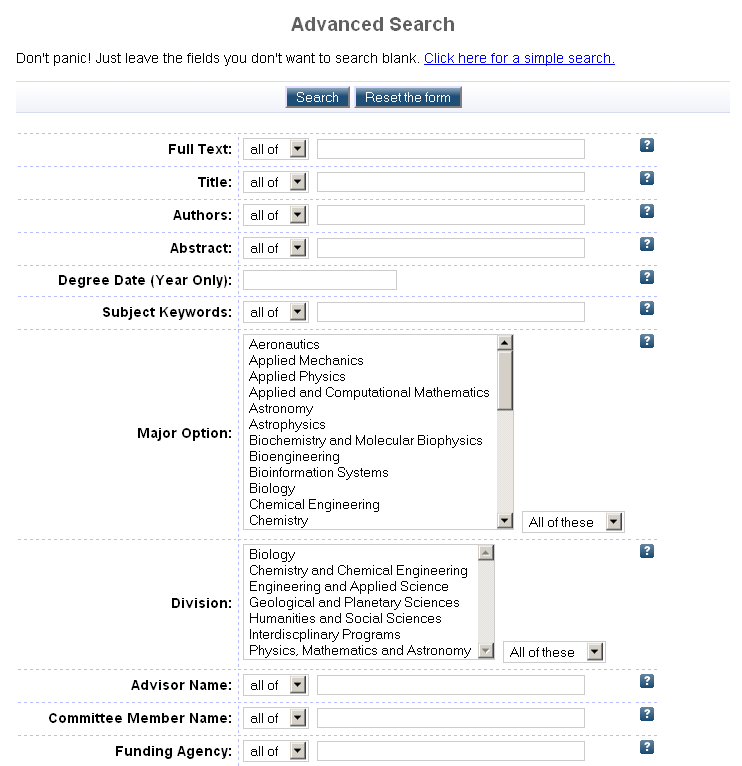 Advanced Search
Don't panic! Just leave the fields you don't want to search blank. Click here for a simple search.
Search Reset the form
Full Text: all of ?
Title: all of ?
Authors: all of ?
Abstract: all of ?
Degree Date (Year Only): ?
Subject Keywords: all of ?
Major Option: ?
Aeronautics
Applied Mechanics
Applied Physics
Applied and Computational Mathematics
Astronomy
Astrophysics
Biochemistry and Molecular Biophysics
Bioengineering
Bioinformation Systems
Biology
Chemical Engineering
Chemistry
All of these
Division: ?
Biology
Chemistry and Chemical Engineering
Engineering and Applied Science
Geological and Planetary Sciences
Humanities and Social Sciences
Interdiscplinary Programs
Physics, Mathematics and Astronomy
All of these
Advisor Name: all of ?
Committee Member Name: all of ?
Funding Agency: all of ?